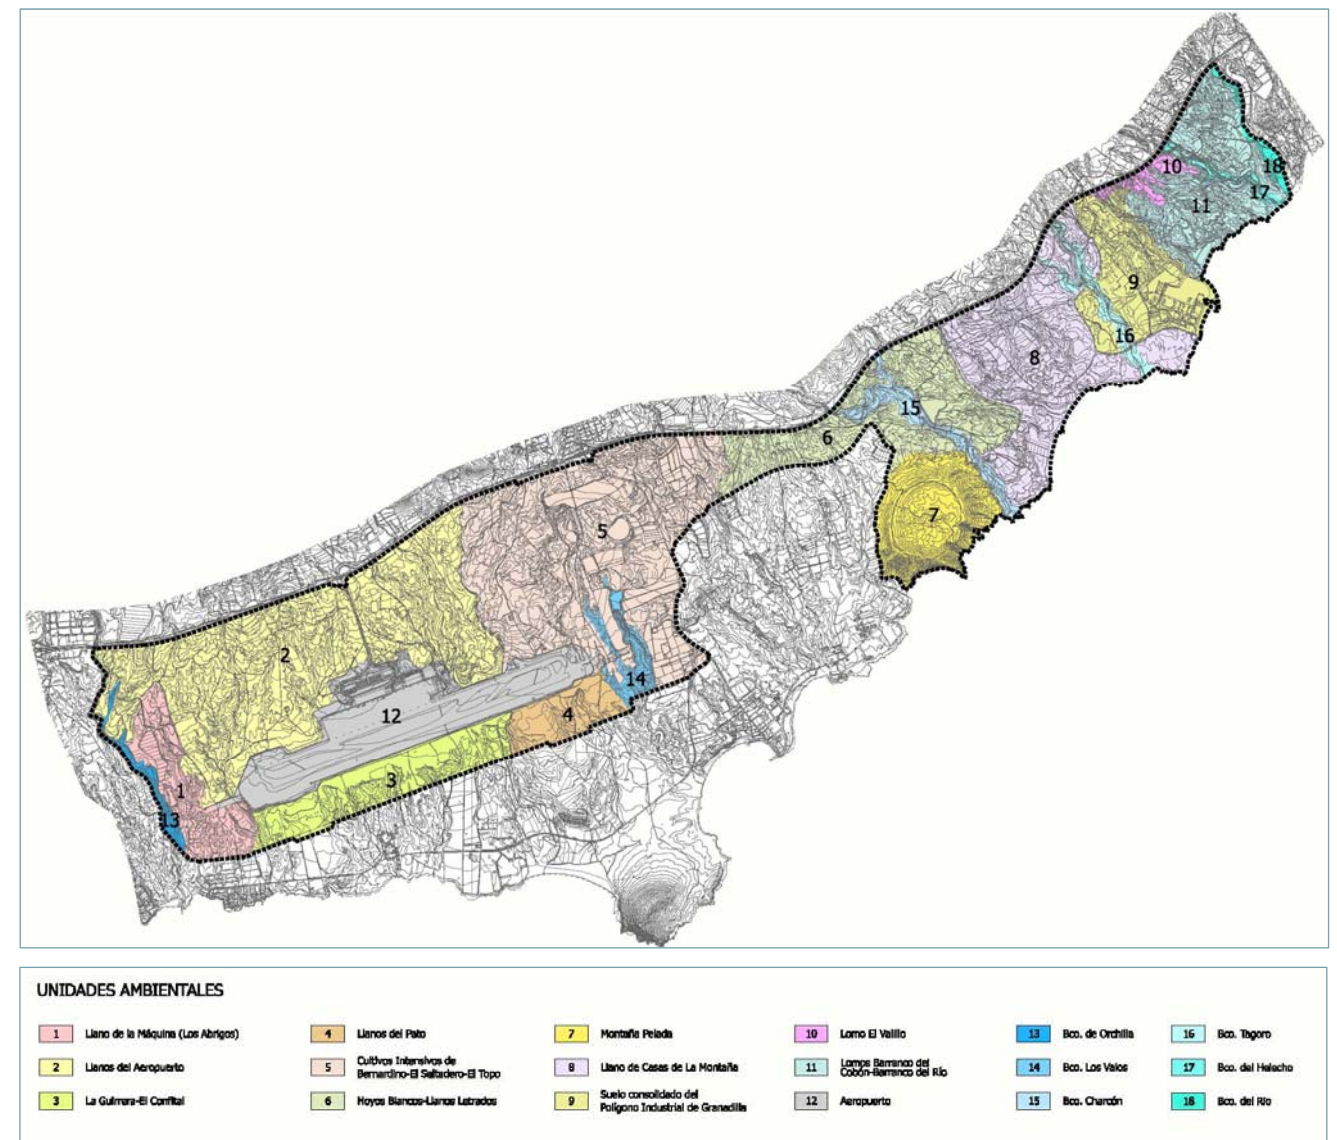 10
18
17
11
9
16
8
15
6
7
5
2
14
12
4
3
1
13
UNIDADES AMBIENTALES
1 Llano de la Máquina (Los Abrigos)
2 Llanos del Aeropuerto
3 La Guirrera-El Confital
4 Llanos del Pato
5 Cultivos Intensivos de
Bernardino-El Saltadero-El Topo
6 Hoyos Blancos-Llanos Letrados
7 Montaña Pelada
8 Llano de Casas de La Montaña
9 Suelo consolidado del
Polígono Industrial de Granadilla
10 Lomo El Valillo
11 Lomos Barranco del
Cobón-Barranco del Río
12 Aeropuerto
13 Bco. de Orchilla
14 Bco. Los Valos
15 Bco. Charcón
16 Bco. Tagoro
17 Bco. del Helecho
18 Bco. del Río